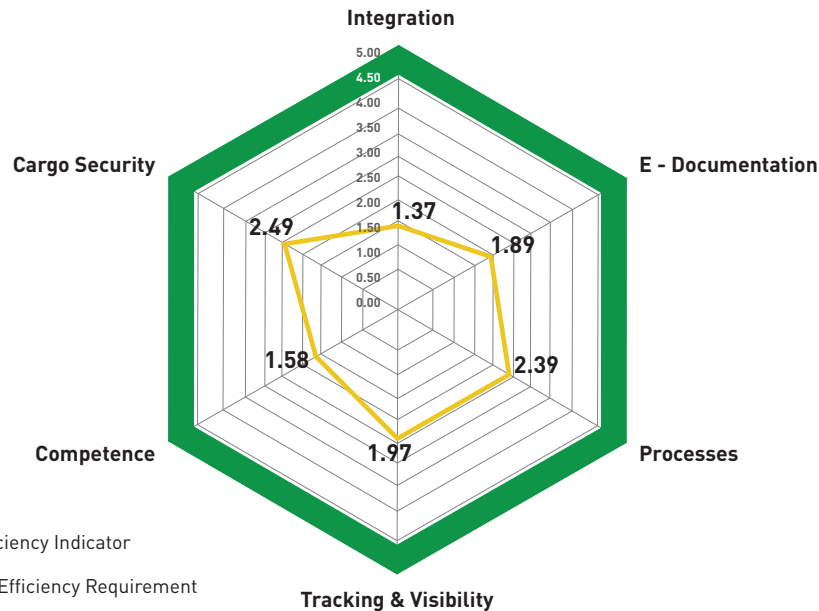 Integration
5.00
4.50
4.00
3.50
3.00
2.50
2.00
1.50
1.00
0.50
0.00
Cargo Security
E - Documentation
2.49
1.37
1.89
1.58
2.39
1.97
Competence
Processes
Efficiency Requirement
Indicator
Tracking & Visibility